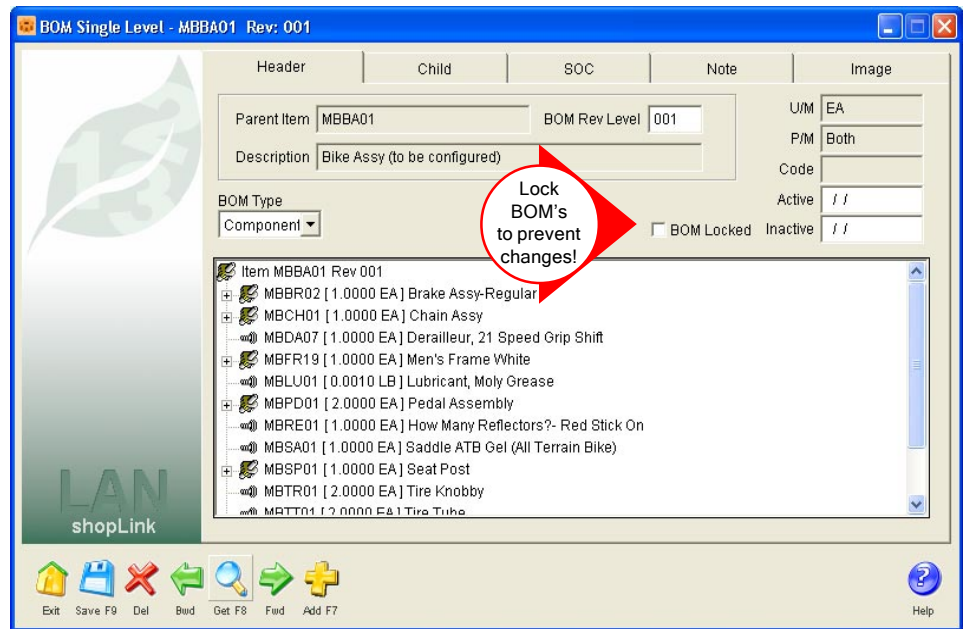 BOM Single Level - MBBA01 Rev: 001
Header Child SOC Note Image
Parent Item MBBA01 BOM Rev Level 001
Description Bike Assy (to be configured)
U/M EA
P/M Both
Code
Active / /
Inactive / /
BOM Type
Component
BOM Locked
Lock
BOM's
to prevent
changes!
Item MBBA01 Rev 001
MBBR02 [ 1.0000 EA ] Brake Assy-Regular
MBCH01 [ 1.0000 EA ] Chain Assy
MBDA07 [ 1.0000 EA ] Derailleur, 21 Speed Grip Shift
MBFR19 [ 1.0000 EA ] Men's Frame White
MBLU01 [ 0.0010 LB ] Lubricant, Moly Grease
MBPD01 [ 2.0000 EA ] Pedal Assembly
MBRE01 [ 1.0000 EA ] How Many Reflectors?- Red Stick On
MBSA01 [ 1.0000 EA ] Saddle ATB Gel (All Terrain Bike)
MBSP01 [ 1.0000 EA ] Seat Post
MBTR01 [ 2.0000 EA ] Tire Knobby
MBTT01 [ 2.0000 EA ] Tire Tube
LAN
shopLink
Exit Save F9 Del Bwd Get F8 Fwd Add F7 Help